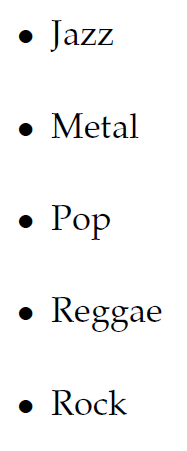 • Jazz
• Metal
• Pop
• Reggae
• Rock